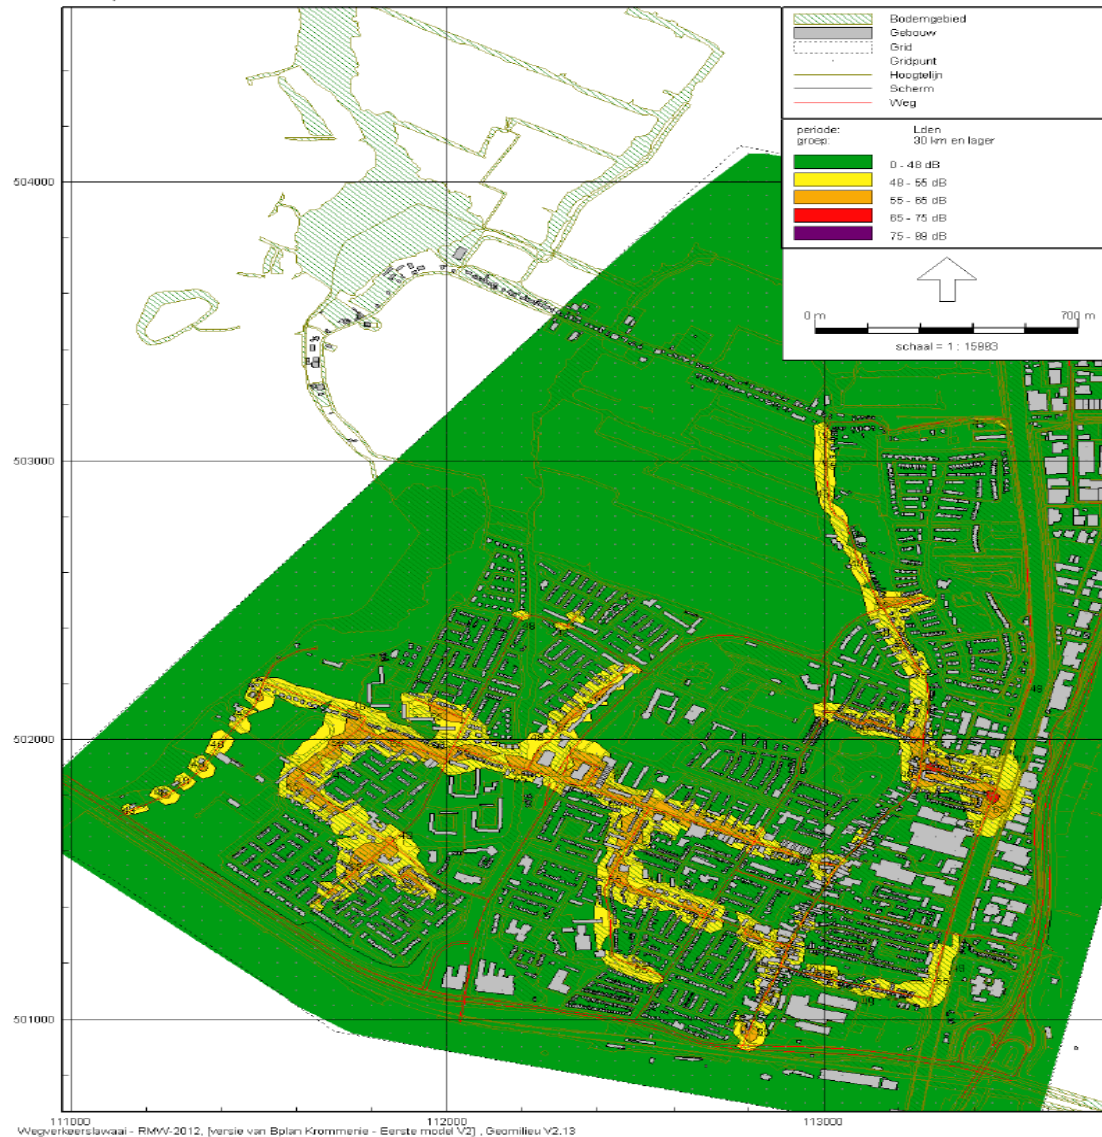 Bodemgebied
Gebouw
Grid
Gridpunt
Hoogtelijn
Scherm
Weg
periode: Lden
groep: 30 km en lager
0 - 48 dB
48 - 55 dB
55 - 65 dB
65 - 75 dB
75 - 99 dB
0 m 700 m
schaal = 1 : 15983
504000
503000
502000
501000
111000 112000 113000
Wegverkeerslawaai - RMW-2012, [versie van Bplan Krommenie - Eerste model V2] , Geomilieu V2.13